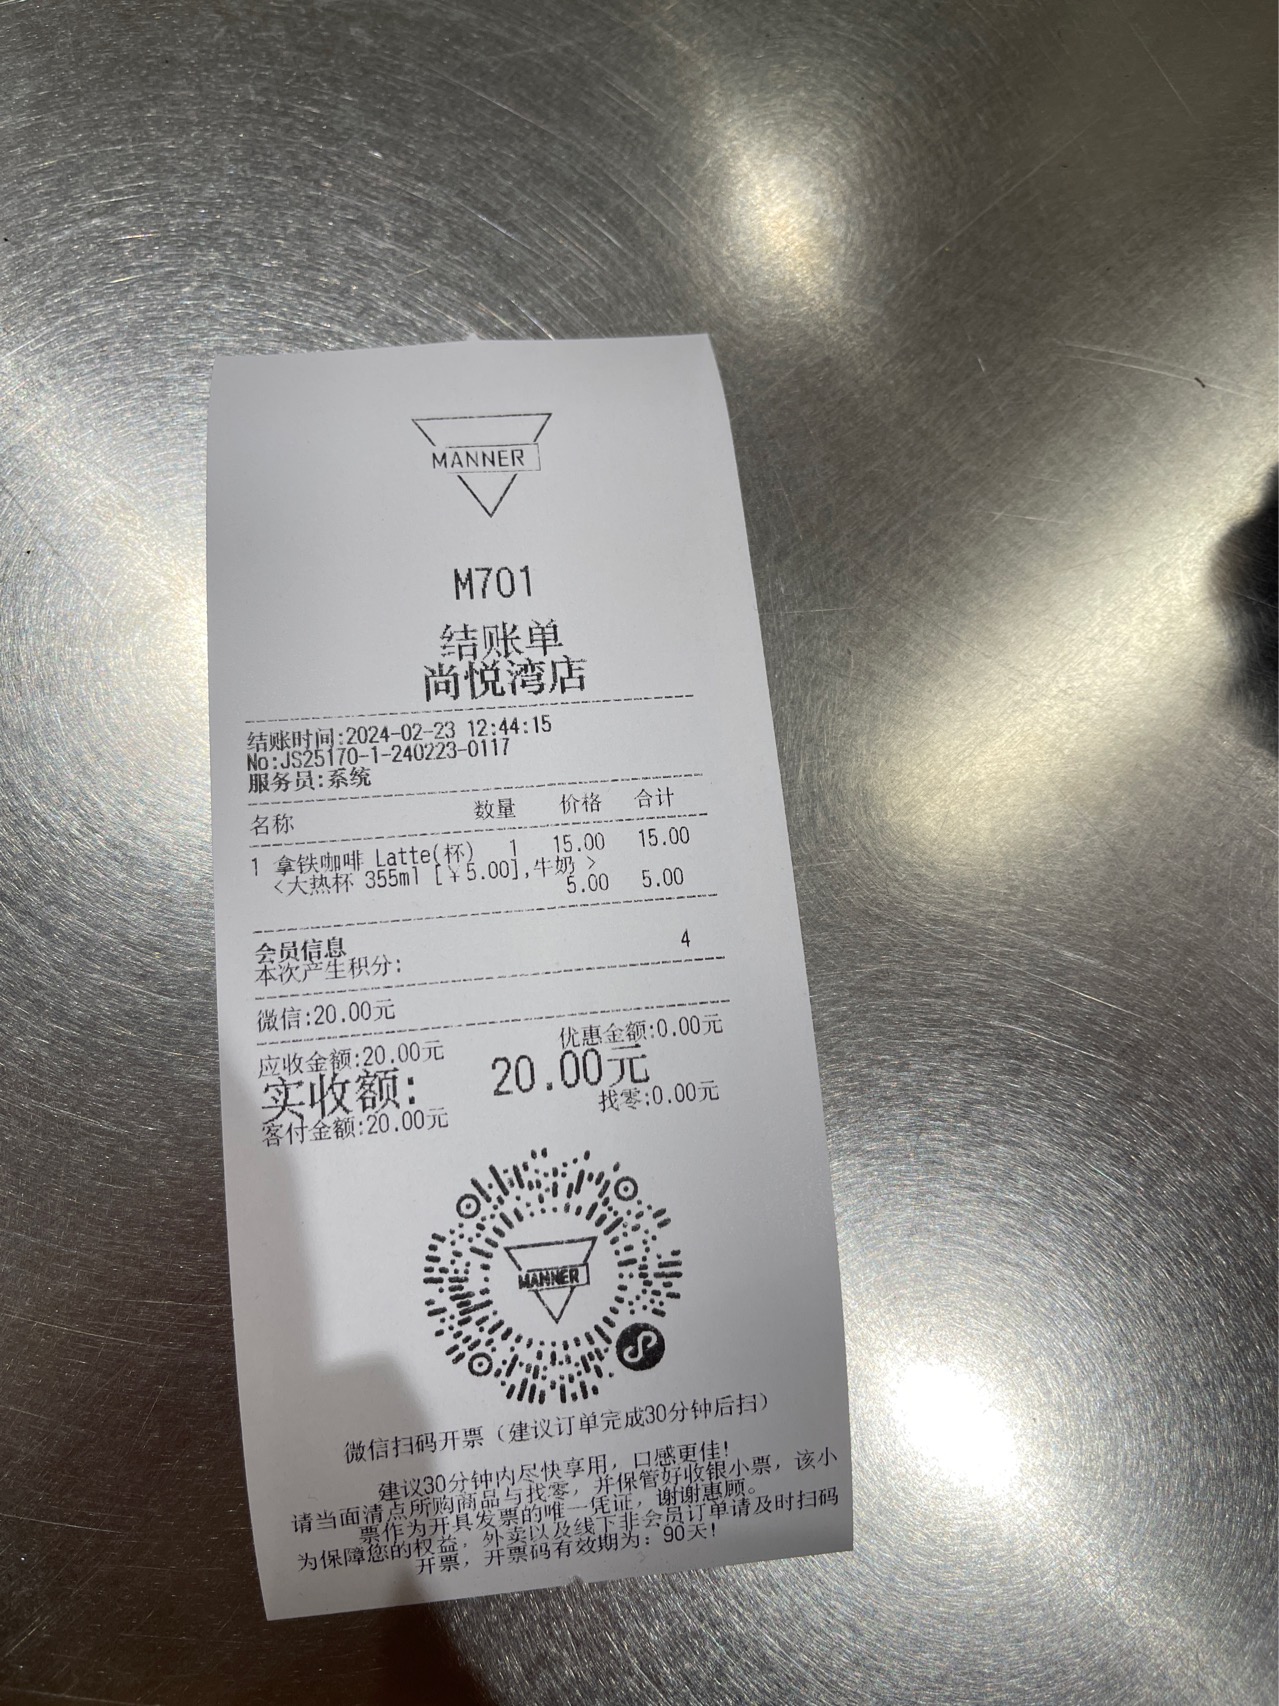 MANNER
M701
结账单
尚悦湾店
结账时间:2024-02-23 12:44:15
No:JS25170-1-240223-0117
服务员:系统
名称 数量 价格 合计
1 拿铁咖啡 Latte(杯) 1 15.00 15.00
<大热杯 355ml [¥5.00],牛奶 >
5.00 5.00
会员信息
本次产生积分: 4
微信:20.00元
应收金额:20.00元 优惠金额:0.00元
实收额: 20.00元
客付金额:20.00元 找零:0.00元
MANNER
微信扫码开票（建议订单完成30分钟后扫）
建议30分钟内尽快享用，口感更佳！
请当面清点所购商品与找零，并保管好收银小票，该小
票作为开具发票的唯一凭证，谢谢惠顾。
为保障您的权益，外卖以及线下非会员订单请及时扫码
开票，开票码有效期为：90天！